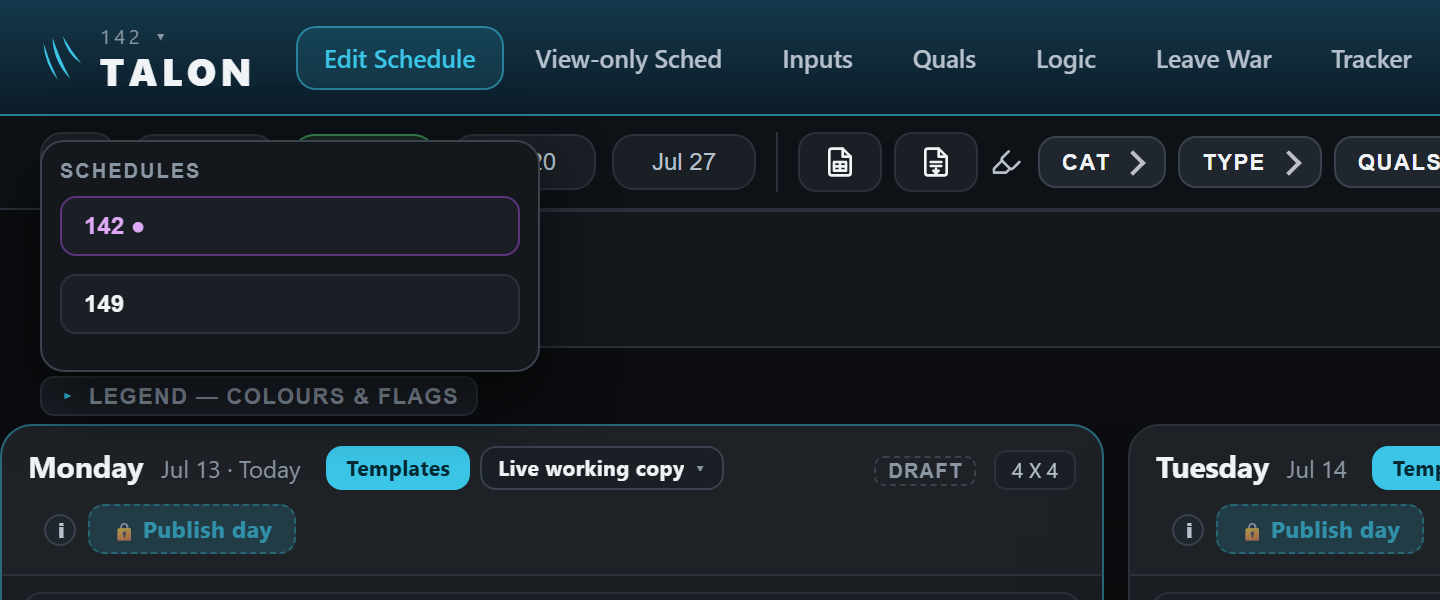 142 ▾
TALON
Edit Schedule
View-only Sched
Inputs
Quals
Logic
Leave War
Tracker
Jul 27
CAT
TYPE
QUALS
SCHEDULES
142 ●
149
▸ LEGEND — COLOURS & FLAGS
Monday Jul 13 · Today Templates Live working copy ▾ DRAFT 4 X 4
i Publish day
Tuesday Jul 14
i Publish day